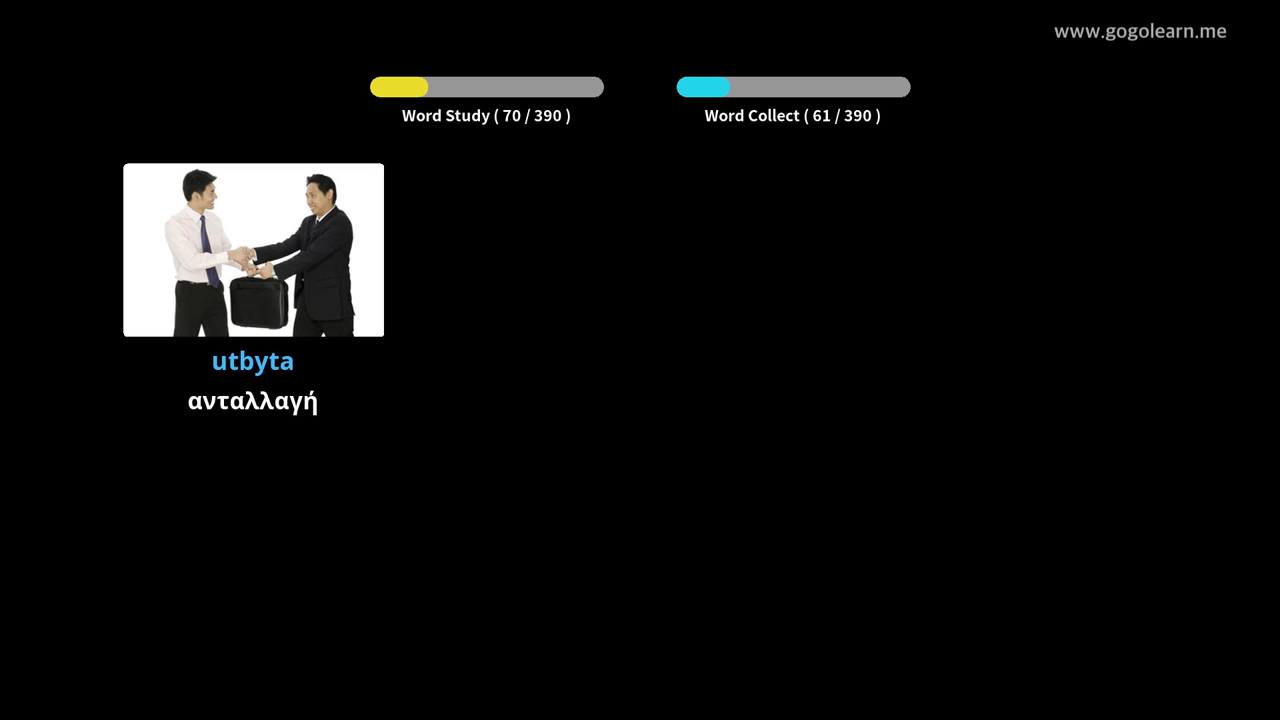 www.gogolearn.me
Word Study ( 70 / 390 )
Word Collect ( 61 / 390 )
utbyta
ανταλλαγή